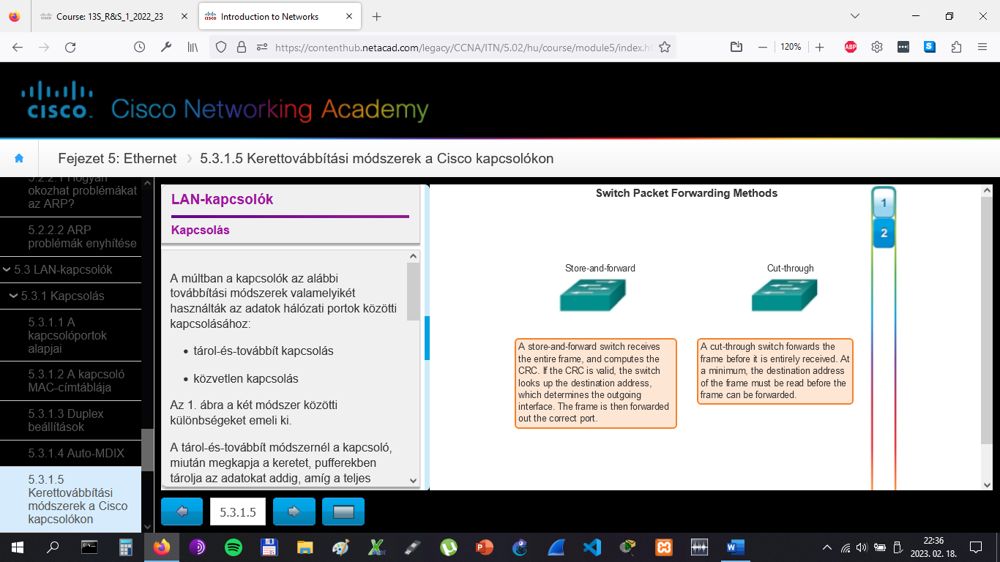 Course: 13S_R&S_1_2022_23
Introduction to Networks
https://contenthub.netacad.com/legacy/CCNA/ITN/5.02/hu/course/module5/index.h
120%
ABP
S
CISCO
Cisco Networking Academy
Fejezet 5: Ethernet
5.3.1.5 Kerettovábbítási módszerek a Cisco kapcsolókon
5.2.2.1 Hogyan
okozhat problémákat
az ARP?
5.2.2.2 ARP
problémák enyhítése
5.3 LAN-kapcsolók
5.3.1 Kapcsolás
5.3.1.1 A
kapcsolóportok
alapjai
5.3.1.2 A kapcsoló
MAC-címtáblája
5.3.1.3 Duplex
beállítások
5.3.1.4 Auto-MDIX
5.3.1.5
Kerettovábbítási
módszerek a Cisco
kapcsolókon
LAN-kapcsolók
Kapcsolás
A múltban a kapcsolók az alábbi
továbbítási módszerek valamelyikét
használták az adatok hálózati portok közötti
kapcsolásához:
• tárol-és-továbbít kapcsolás
• közvetlen kapcsolás
Az 1. ábra a két módszer közötti
különbségeket emeli ki.
A tárol-és-továbbít módszernél a kapcsoló,
miután megkapja a keretet, pufferekben
tárolja az adatokat addig, amíg a teljes
5.3.1.5
Switch Packet Forwarding Methods
1
2
Store-and-forward
A store-and-forward switch receives
the entire frame, and computes the
CRC. If the CRC is valid, the switch
looks up the destination address,
which determines the outgoing
interface. The frame is then forwarded
out the correct port.
Cut-through
A cut-through switch forwards the
frame before it is entirely received. At
a minimum, the destination address
of the frame must be read before the
frame can be forwarded.
22:36
2023. 02. 18.